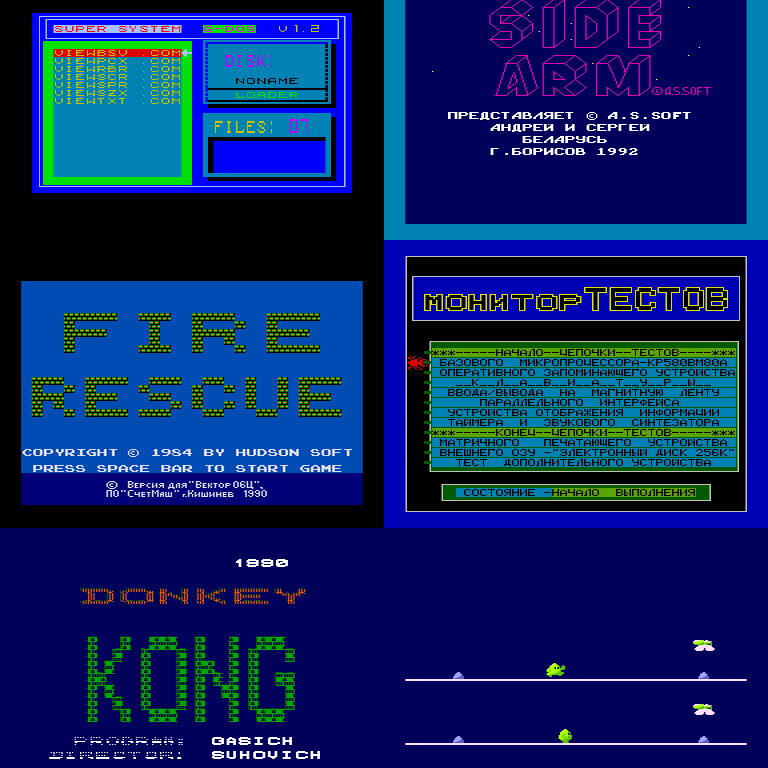 SUPER SYSTEM V 1.2
VIEWBSV .COM
VIEWPCX .COM
VIEWRBR .COM
VIEWSCR .COM
VIEWSPR .COM
VIEWSZX .COM
VIEWTXT .COM
DISK
NONAME
LOADER
FILES: 07
SIDE
ARM
© A.S.SOFT
ПРЕДСТАВЛЯЕТ © A.S.SOFT
АНДРЕЙ И СЕРГЕЙ
БЕЛАРУСЬ
Г.БОРИСОВ 1992
FIRE
RESCUE
COPYRIGHT © 1984 BY HUDSON SOFT
PRESS SPACE BAR TO START GAME
© Версия для "Вектор 06Ц",
ПО "СчетМаш" г.Кишинев 1990
МОНИТОР ТЕСТОВ
***-----НАЧАЛО--ЦЕПОЧКИ--ТЕСТОВ----***
БАЗОВОГО МИКРОПРОЦЕССОРА-КР580ВМ80А
ОПЕРАТИВНОГО ЗАПОМИНАЮЩЕГО УСТРОЙСТВА
__К__Л__А__В__И__А__Т__У__Р__Ы__
ВВОДА/ВЫВОДА НА МАГНИТНУЮ ЛЕНТУ
ПАРАЛЛЕЛЬНОГО ИНТЕРФЕЙСА
УСТРОЙСТВА ОТОБРАЖЕНИЯ ИНФОРМАЦИИ
ТАЙМЕРА И ЗВУКОВОГО СИНТЕЗАТОРА
***-----КОНЕЦ--ЦЕПОЧКИ--ТЕСТОВ-----***
МАТРИЧНОГО ПЕЧАТАЮЩЕГО УСТРОЙСТВА
ВНЕШНЕГО ОЗУ -"ЭЛЕКТРОННЫЙ ДИСК 256К"
ТЕСТ ДОПОЛНИТЕЛЬНОГО УСТРОЙСТВА
СОСТОЯНИЕ -НАЧАЛО ВЫПОЛНЕНИЯ
1990
DONKEY
KONG
PROGRAM: GASICH
DIRECTOR: SUHOVICH